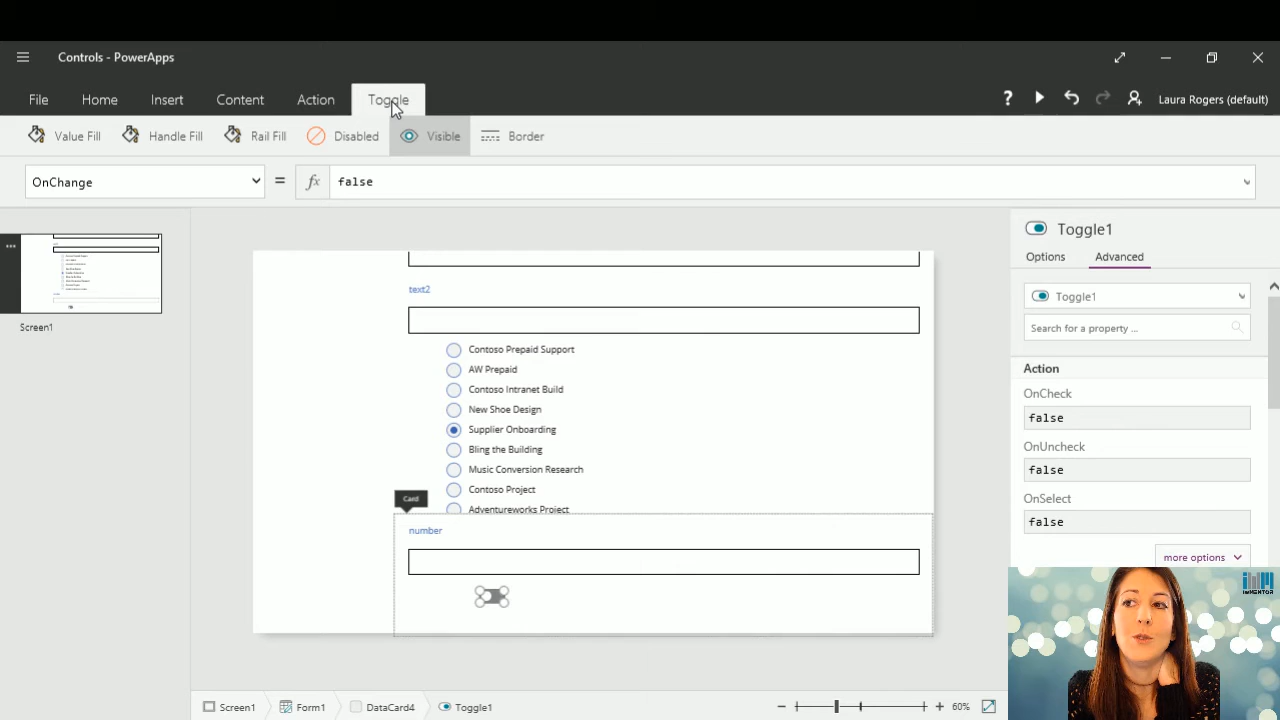 Controls - PowerApps
File
Home
Insert
Content
Action
Toggle
?
Laura Rogers (default)
Value Fill
Handle Fill
Rail Fill
Disabled
Visible
Border
OnChange
=
fx
false
Toggle1
Options
Advanced
Toggle1
Search for a property ...
Action
OnCheck
false
OnUncheck
false
OnSelect
false
more options
Screen1
text2
Contoso Prepaid Support
AW Prepaid
Contoso Intranet Build
New Shoe Design
Supplier Onboarding
Bling the Building
Music Conversion Research
Contoso Project
Adventureworks Project
Card
number
IWMENTOR
Screen1
Form1
DataCard4
Toggle1
60%